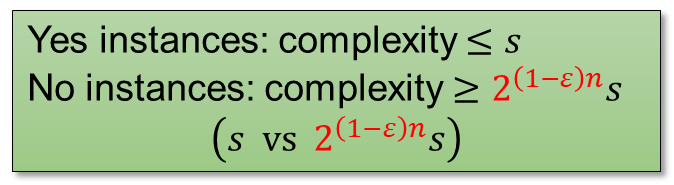 Yes instances: complexity ≤ s
No instances: complexity ≥ 2^{(1−ε)n}s
(s vs 2^{(1−ε)n}s)